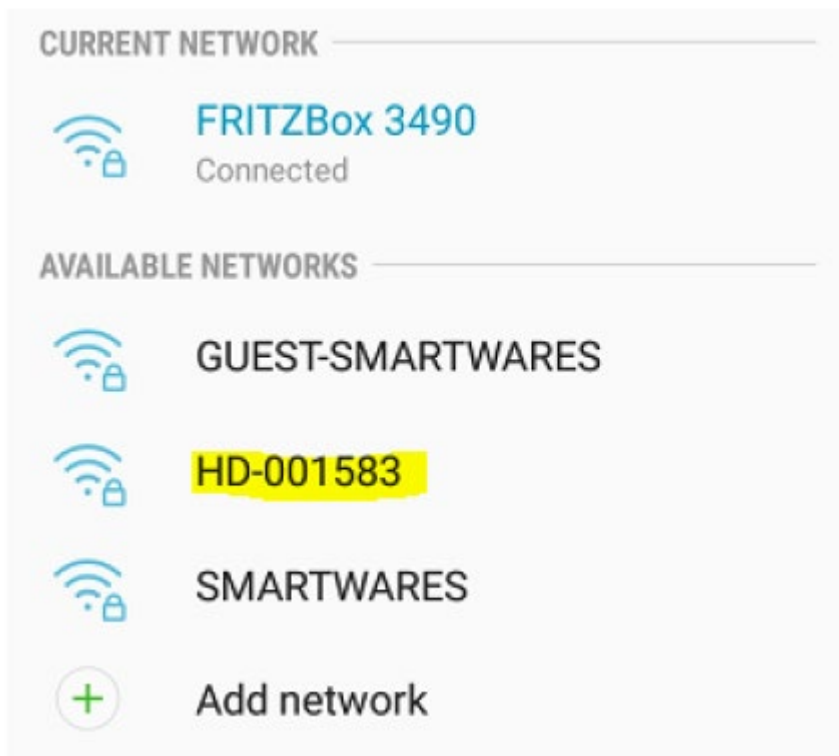 CURRENT NETWORK
FRITZBox 3490
Connected
AVAILABLE NETWORKS
GUEST-SMARTWARES
HD-001583
SMARTWARES
Add network